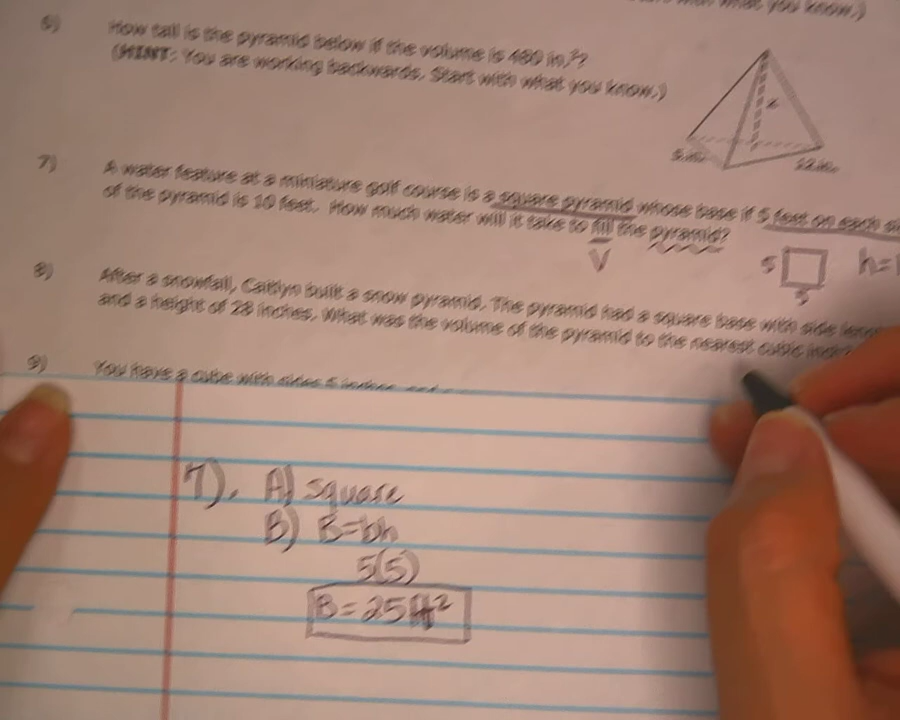 what you know.)
6) How tall is the pyramid below if the volume is 480 in.³?
(HINT: You are working backwards. Start with what you know.)
7) A water feature at a miniature golf course is a square pyramid whose base if 5 feet on each
of the pyramid is 10 feet. How much water will it take to fill the pyramid?
V
5
5
h=
8) After a snowfall, Caitlyn built a snow pyramid. The pyramid had a square base with side
and a height of 28 inches. What was the volume of the pyramid to the nearest cubic
9) You have a cube with sides
7). A) square
B) B=bh
5(5)
B=25ft²